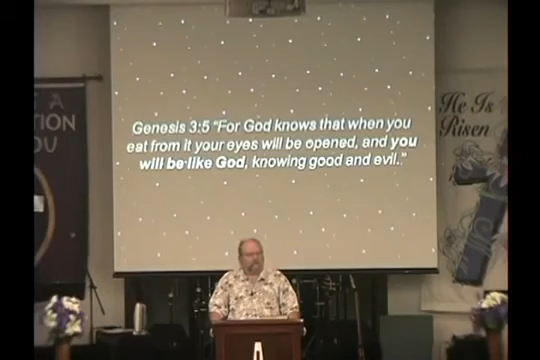 Genesis 3:5 "For God knows that when you
eat from it your eyes will be opened, and you
will be like God, knowing good and evil."
He Is
Risen
A
TION
OU
A